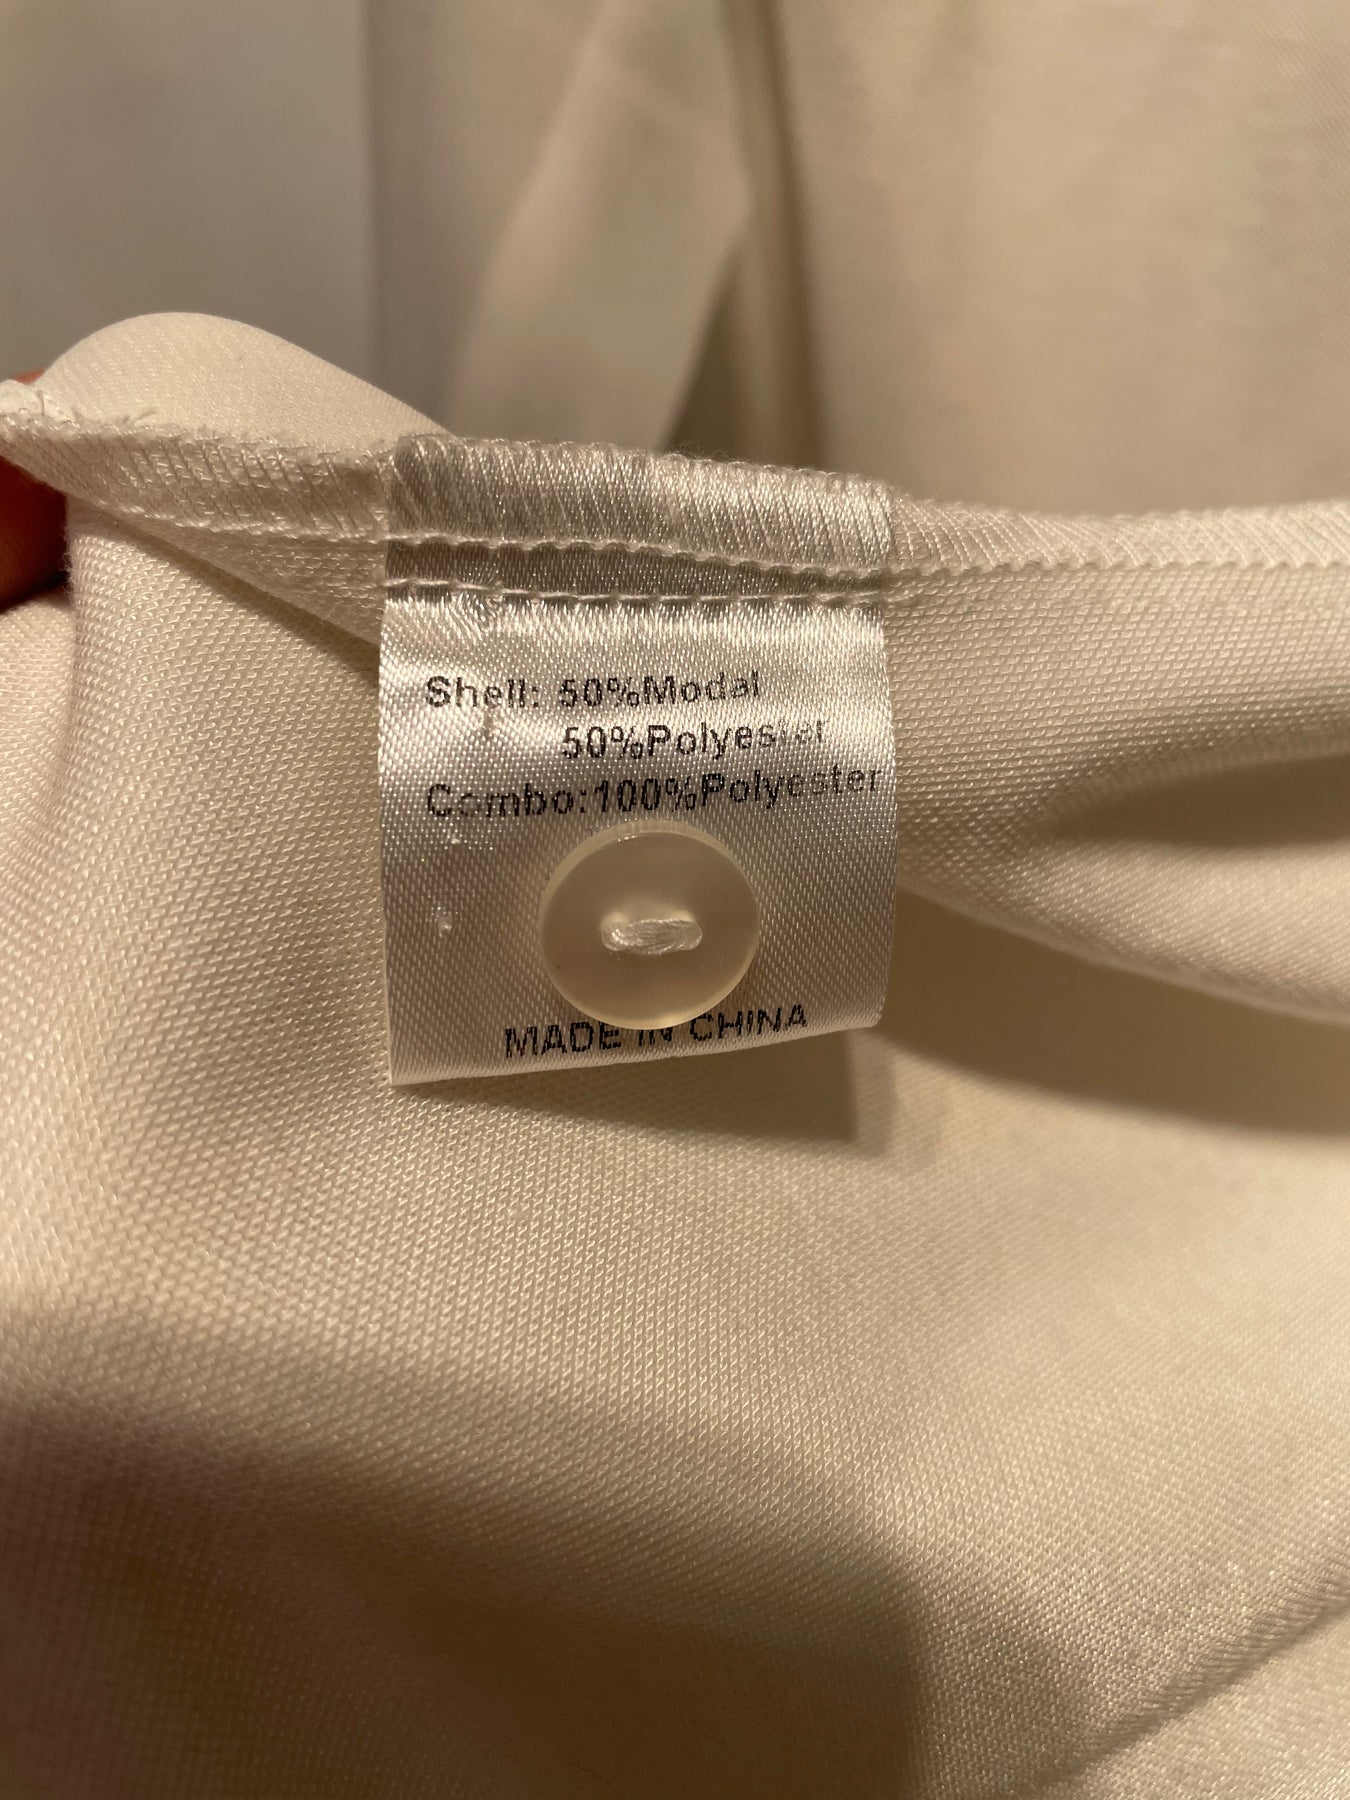 Shell: 50%Modal
50%Polyester
Combo:100%Polyester
MADE IN CHINA